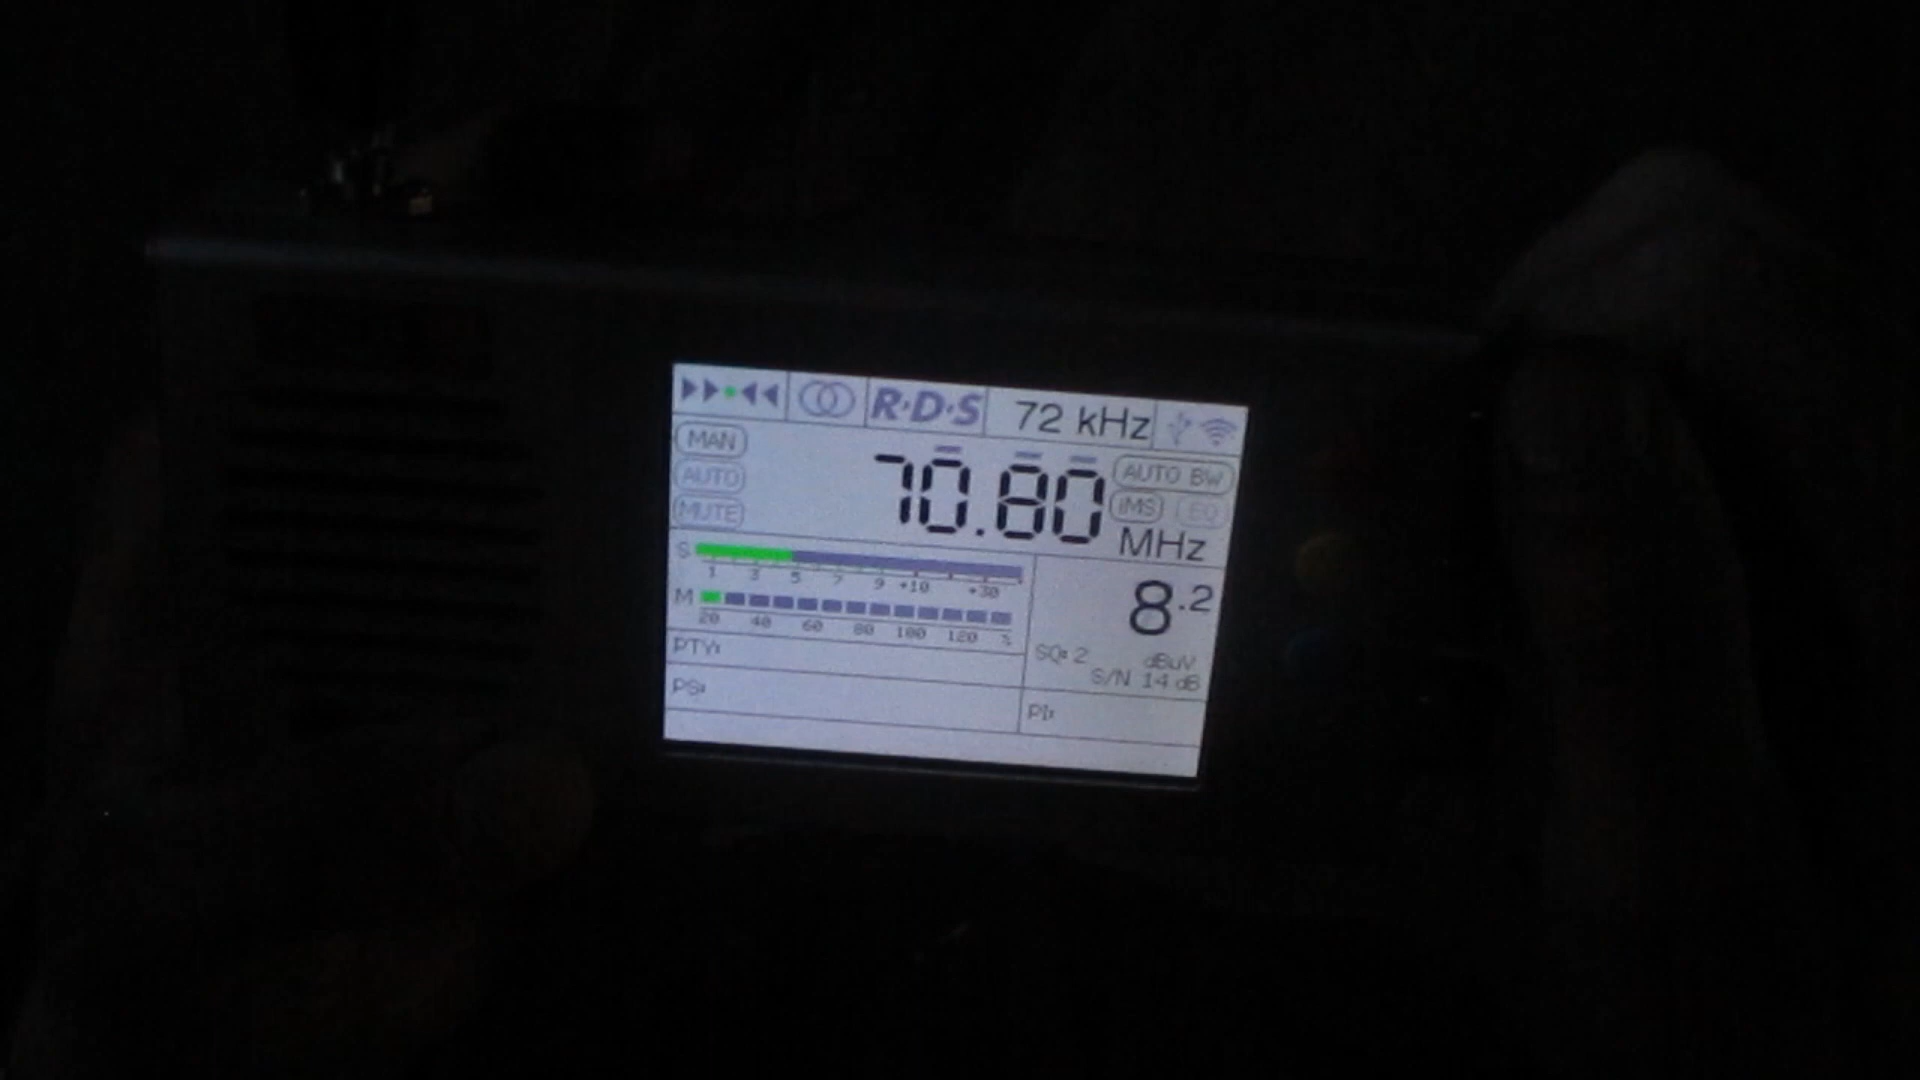 R·D·S 72 kHz
MAN
AUTO
MUTE
70.80 MHz
AUTO BW
iMS EQ
S
1 3 5 7 9 +10 +30
M
20 40 60 80 100 120 %
8.2
SQ: 2 dBuV
S/N 14 dB
PTY:
PS:
PI: